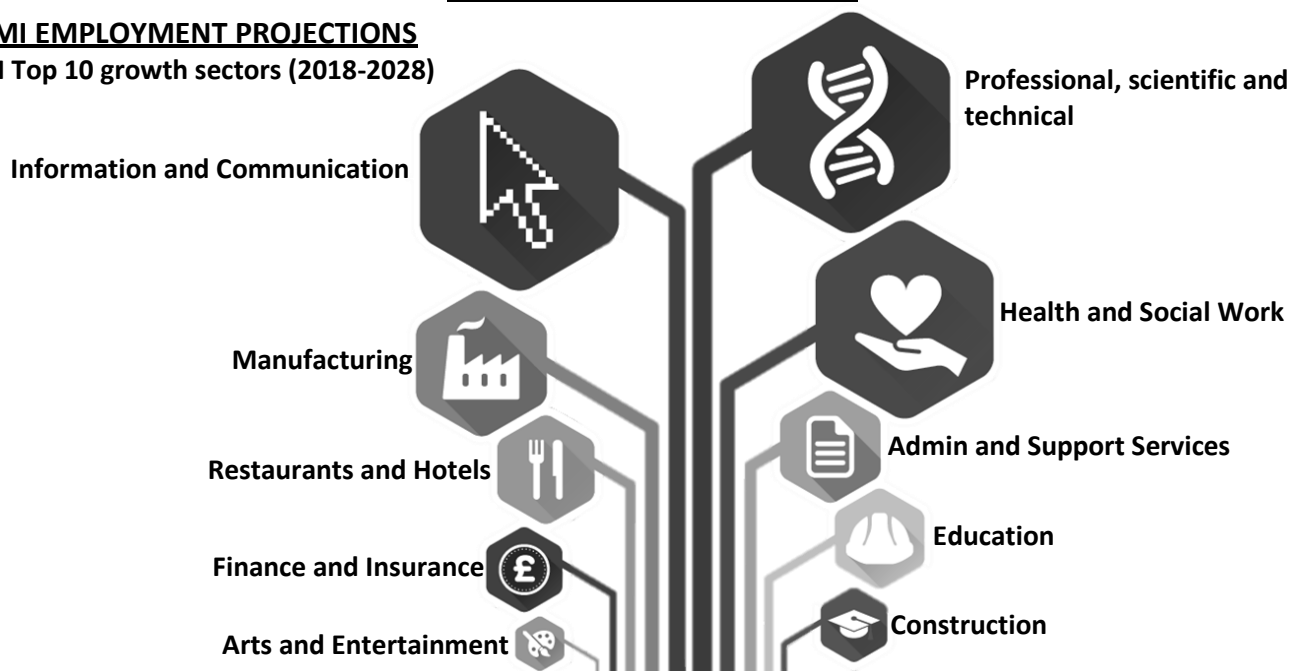 MI EMPLOYMENT PROJECTIONS
Top 10 growth sectors (2018-2028)
Professional, scientific and
technical
Information and Communication
Health and Social Work
Manufacturing
Admin and Support Services
Restaurants and Hotels
Education
Finance and Insurance
£
Construction
Arts and Entertainment